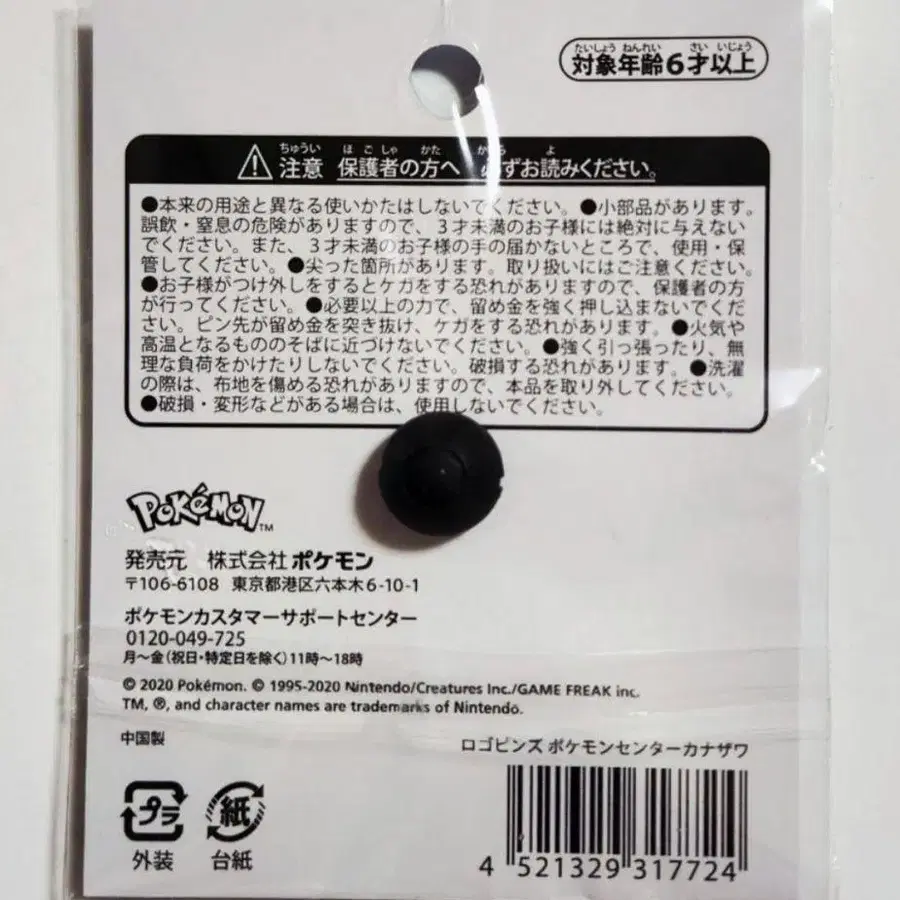 たいしょう ねんれい さい いじょう
対象年齢6才以上
ちゅうい ほごしゃ かた よ
注意 保護者の方へ 必ずお読みください。
●本来の用途と異なる使いかたはしないでください。●小部品があります。
誤飲・窒息の危険がありますので、3才未満のお子様には絶対に与えない
でください。また、3才未満のお子様の手の届かないところで、使用・保
管してください。●尖った箇所があります。取り扱いにはご注意ください。
●お子様がつけ外しをするとケガをする恐れがありますので、保護者の方
が行ってください。●必要以上の力で、留め金を強く押し込まないでくだ
さい。ピン先が留め金を突き抜け、ケガをする恐れがあります。●火気や
高温となるもののそばに近づけないでください。●強く引っ張ったり、無
理な負荷をかけたりしないでください。破損する恐れがあります。●洗濯
の際は、布地を傷める恐れがありますので、本品を取り外してください。
●破損・変形などがある場合は、使用しないでください。
POKéMON™
発売元 株式会社ポケモン
〒106-6108 東京都港区六本木6-10-1
ポケモンカスタマーサポートセンター
0120-049-725
月～金(祝日・特定日を除く)11時～18時
© 2020 Pokémon. © 1995-2020 Nintendo/Creatures Inc./GAME FREAK inc.
TM, ®, and character names are trademarks of Nintendo.
中国製
ロゴピンズ ポケモンセンターカナザワ
プラ 紙
外装 台紙
4 521329 317724